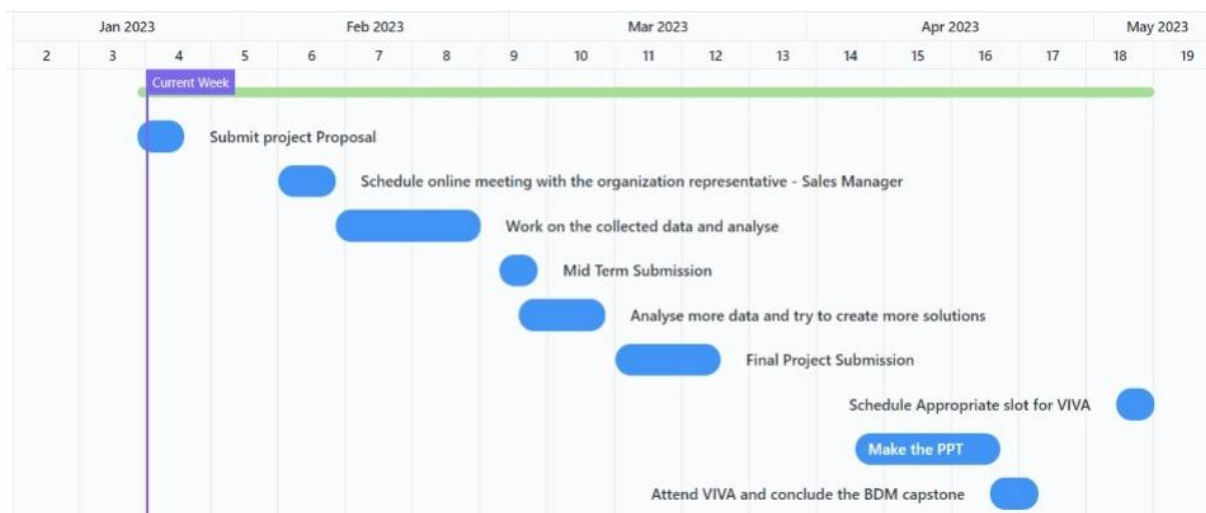 Jan 2023 Feb 2023 Mar 2023 Apr 2023 May 2023
2 3 4 5 6 7 8 9 10 11 12 13 14 15 16 17 18 19
Current Week
Submit project Proposal
Schedule online meeting with the organization representative - Sales Manager
Work on the collected data and analyse
Mid Term Submission
Analyse more data and try to create more solutions
Final Project Submission
Schedule Appropriate slot for VIVA
Make the PPT
Attend VIVA and conclude the BDM capstone